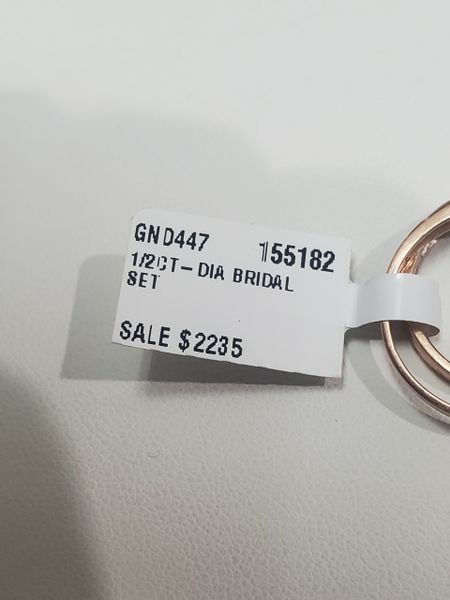 GND447 155182
1/2CT-DIA BRIDAL
SET
SALE $2235